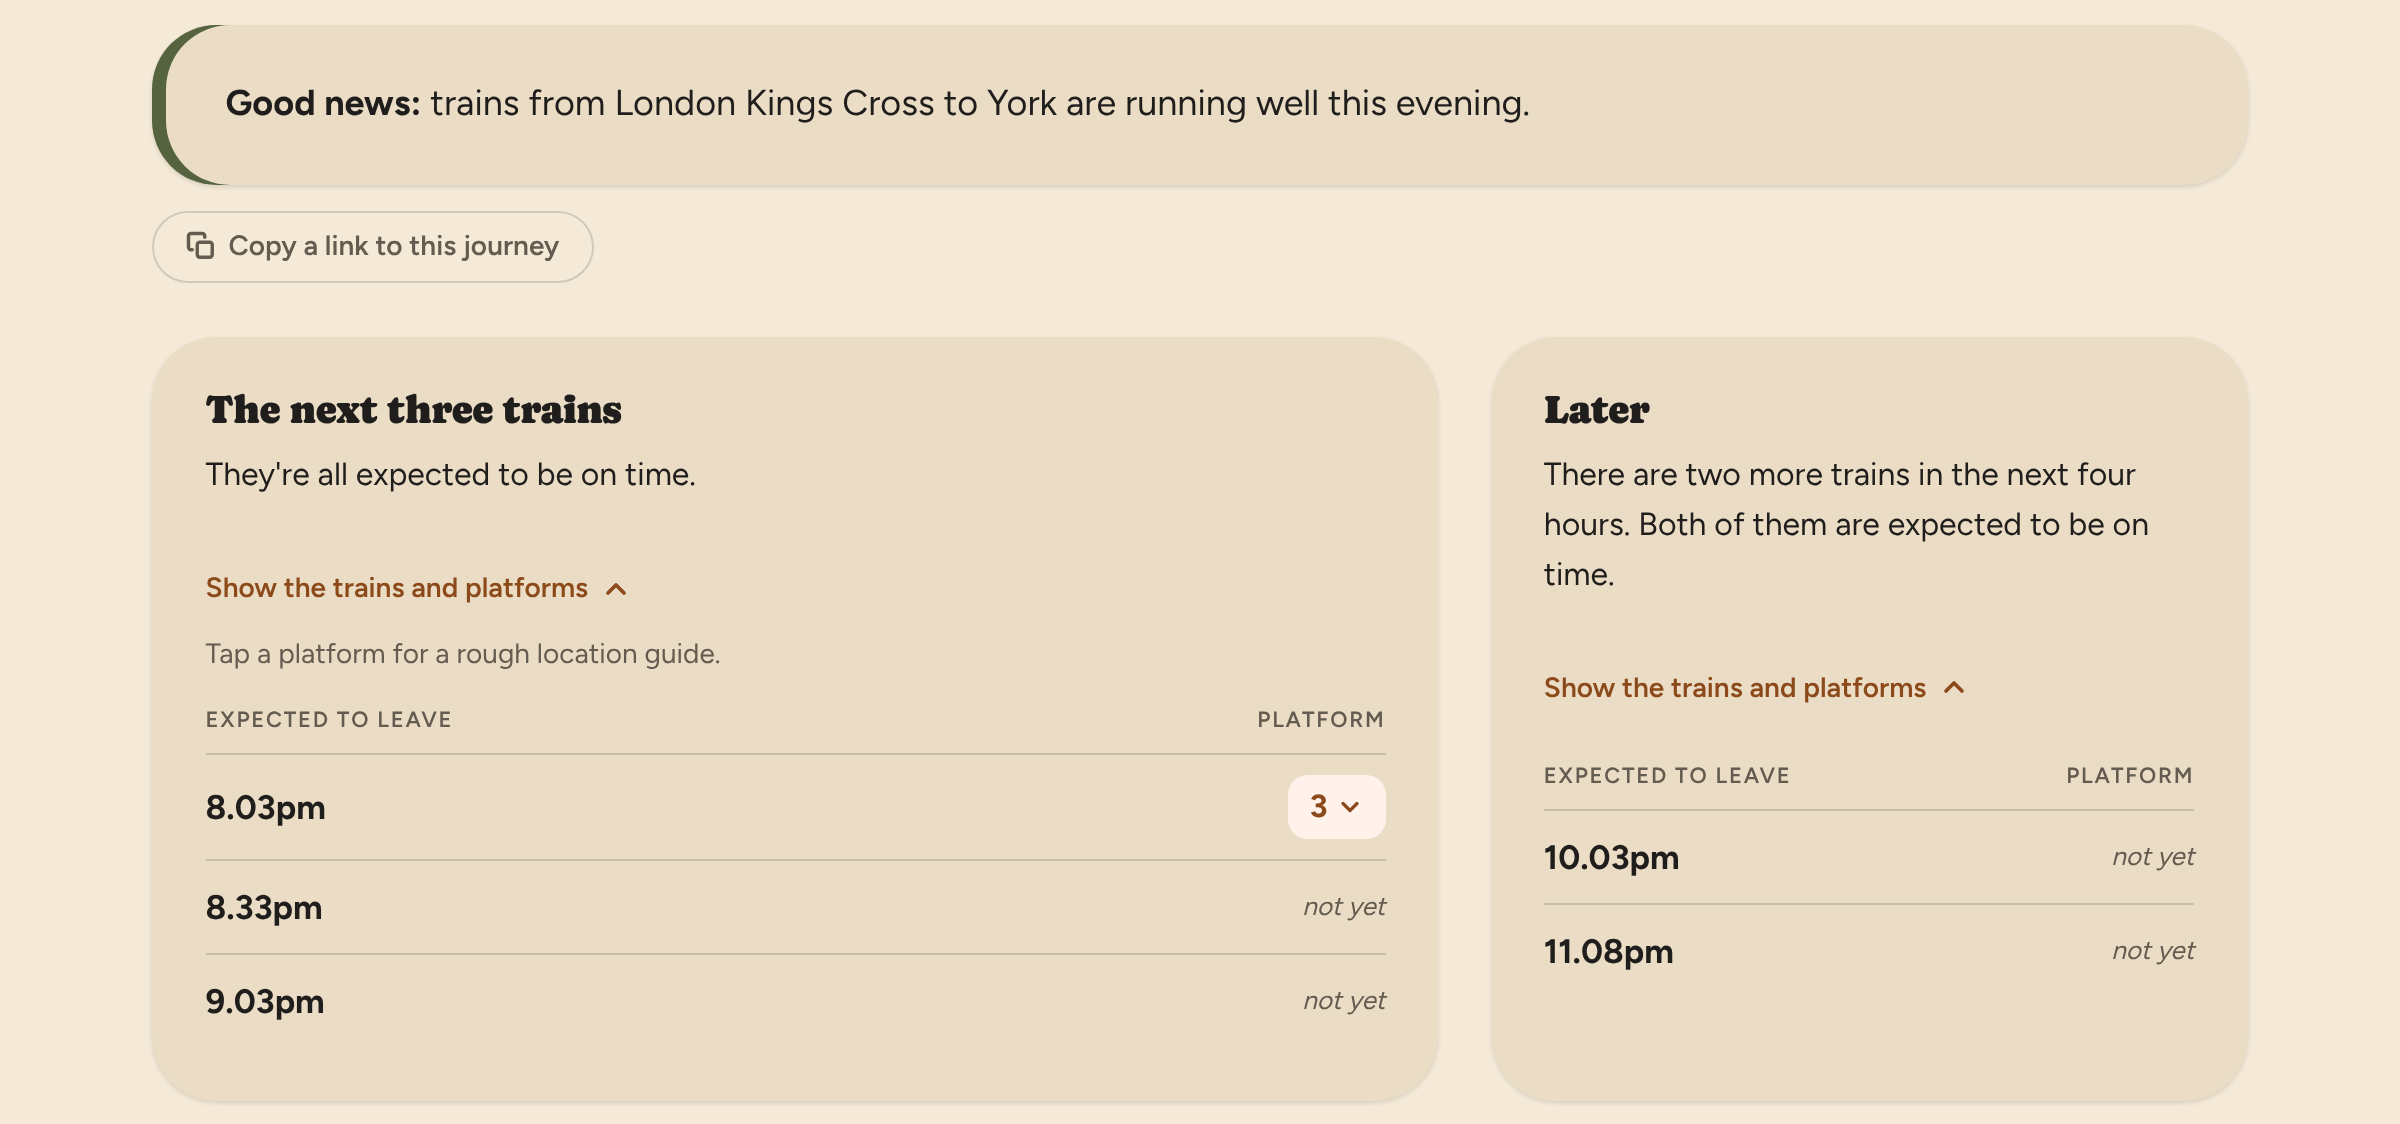 Good news: trains from London Kings Cross to York are running well this evening.
Copy a link to this journey
The next three trains
They're all expected to be on time.
Show the trains and platforms
Tap a platform for a rough location guide.
EXPECTED TO LEAVE PLATFORM
8.03pm 3
8.33pm not yet
9.03pm not yet
Later
There are two more trains in the next four
hours. Both of them are expected to be on
time.
Show the trains and platforms
EXPECTED TO LEAVE PLATFORM
10.03pm not yet
11.08pm not yet